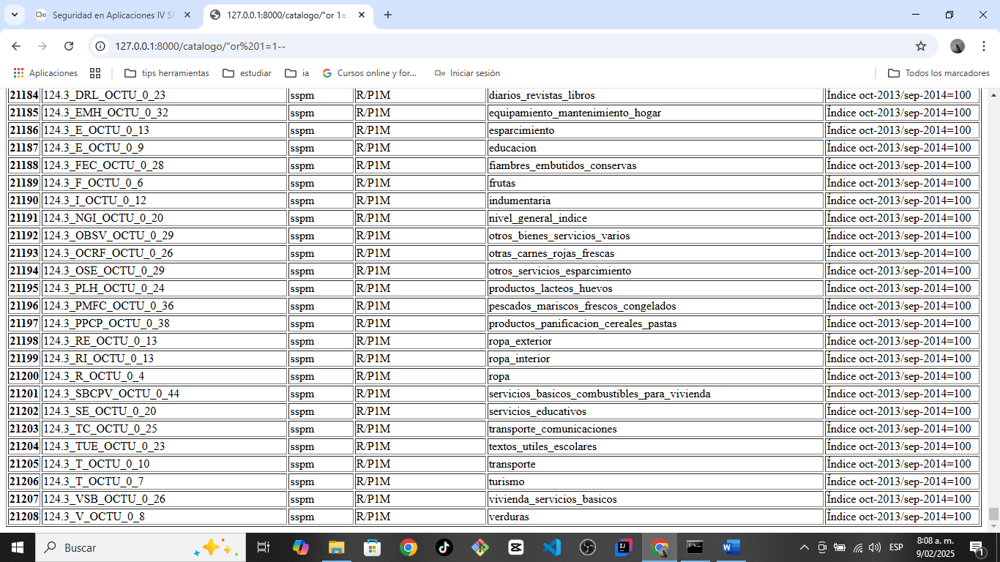 Seguridad en Aplicaciones IV S
127.0.0.1:8000/catalogo/"or 1=
127.0.0.1:8000/catalogo/"or%201=1--
Aplicaciones tips herramientas estudiar ia Cursos online y for... Iniciar sesión Todos los marcadores
21184 124.3_DRL_OCTU_0_23 sspm R/P1M diarios_revistas_libros Índice oct-2013/sep-2014=100
21185 124.3_EMH_OCTU_0_32 sspm R/P1M equipamiento_mantenimiento_hogar Índice oct-2013/sep-2014=100
21186 124.3_E_OCTU_0_13 sspm R/P1M esparcimiento Índice oct-2013/sep-2014=100
21187 124.3_E_OCTU_0_9 sspm R/P1M educacion Índice oct-2013/sep-2014=100
21188 124.3_FEC_OCTU_0_28 sspm R/P1M fiambres_embutidos_conservas Índice oct-2013/sep-2014=100
21189 124.3_F_OCTU_0_6 sspm R/P1M frutas Índice oct-2013/sep-2014=100
21190 124.3_I_OCTU_0_12 sspm R/P1M indumentaria Índice oct-2013/sep-2014=100
21191 124.3_NGI_OCTU_0_20 sspm R/P1M nivel_general_indice Índice oct-2013/sep-2014=100
21192 124.3_OBSV_OCTU_0_29 sspm R/P1M otros_bienes_servicios_varios Índice oct-2013/sep-2014=100
21193 124.3_OCRF_OCTU_0_26 sspm R/P1M otras_carnes_rojas_frescas Índice oct-2013/sep-2014=100
21194 124.3_OSE_OCTU_0_29 sspm R/P1M otros_servicios_esparcimiento Índice oct-2013/sep-2014=100
21195 124.3_PLH_OCTU_0_24 sspm R/P1M productos_lacteos_huevos Índice oct-2013/sep-2014=100
21196 124.3_PMFC_OCTU_0_36 sspm R/P1M pescados_mariscos_frescos_congelados Índice oct-2013/sep-2014=100
21197 124.3_PPCP_OCTU_0_38 sspm R/P1M productos_panificacion_cereales_pastas Índice oct-2013/sep-2014=100
21198 124.3_RE_OCTU_0_13 sspm R/P1M ropa_exterior Índice oct-2013/sep-2014=100
21199 124.3_RI_OCTU_0_13 sspm R/P1M ropa_interior Índice oct-2013/sep-2014=100
21200 124.3_R_OCTU_0_4 sspm R/P1M ropa Índice oct-2013/sep-2014=100
21201 124.3_SBCPV_OCTU_0_44 sspm R/P1M servicios_basicos_combustibles_para_vivienda Índice oct-2013/sep-2014=100
21202 124.3_SE_OCTU_0_20 sspm R/P1M servicios_educativos Índice oct-2013/sep-2014=100
21203 124.3_TC_OCTU_0_25 sspm R/P1M transporte_comunicaciones Índice oct-2013/sep-2014=100
21204 124.3_TUE_OCTU_0_23 sspm R/P1M textos_utiles_escolares Índice oct-2013/sep-2014=100
21205 124.3_T_OCTU_0_10 sspm R/P1M transporte Índice oct-2013/sep-2014=100
21206 124.3_T_OCTU_0_7 sspm R/P1M turismo Índice oct-2013/sep-2014=100
21207 124.3_VSB_OCTU_0_26 sspm R/P1M vivienda_servicios_basicos Índice oct-2013/sep-2014=100
21208 124.3_V_OCTU_0_8 sspm R/P1M verduras Índice oct-2013/sep-2014=100
Buscar
ESP
8:08 a. m.
9/02/2025
1